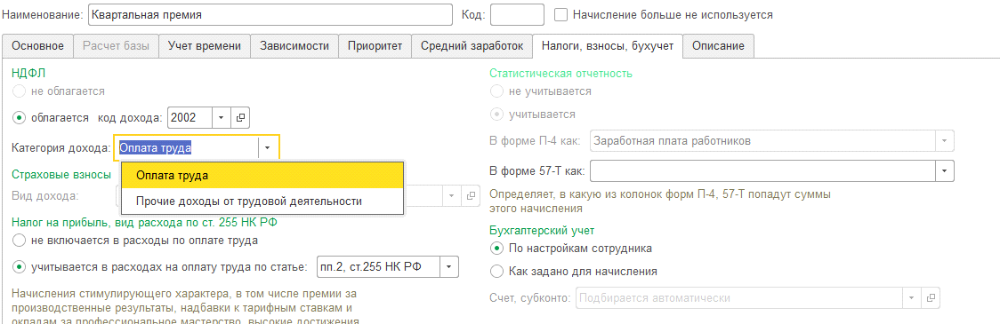 Наименование: Квартальная премия Код: Начисление больше не используется
Основное Расчет базы Учет времени Зависимости Приоритет Средний заработок Налоги, взносы, бухучет Описание
НДФЛ
не облагается
облагается код дохода: 2002
Категория дохода: Оплата труда
Оплата труда
Прочие доходы от трудовой деятельности
Страховые взносы
Вид дохода:
Налог на прибыль, вид расхода по ст. 255 НК РФ
не включается в расходы по оплате труда
учитывается в расходах на оплату труда по статье: пп.2, ст.255 НК РФ
Начисления стимулирующего характера, в том числе премии за
производственные результаты, надбавки к тарифным ставкам и
окладам за профессиональное мастерство, высокие достижения
Статистическая отчетность
не учитывается
учитывается
В форме П-4 как: Заработная плата работников
В форме 57-Т как:
Определяет, в какую из колонок форм П-4, 57-Т попадут суммы
этого начисления
Бухгалтерский учет
По настройкам сотрудника
Как задано для начисления
Счет, субконто: Подбирается автоматически